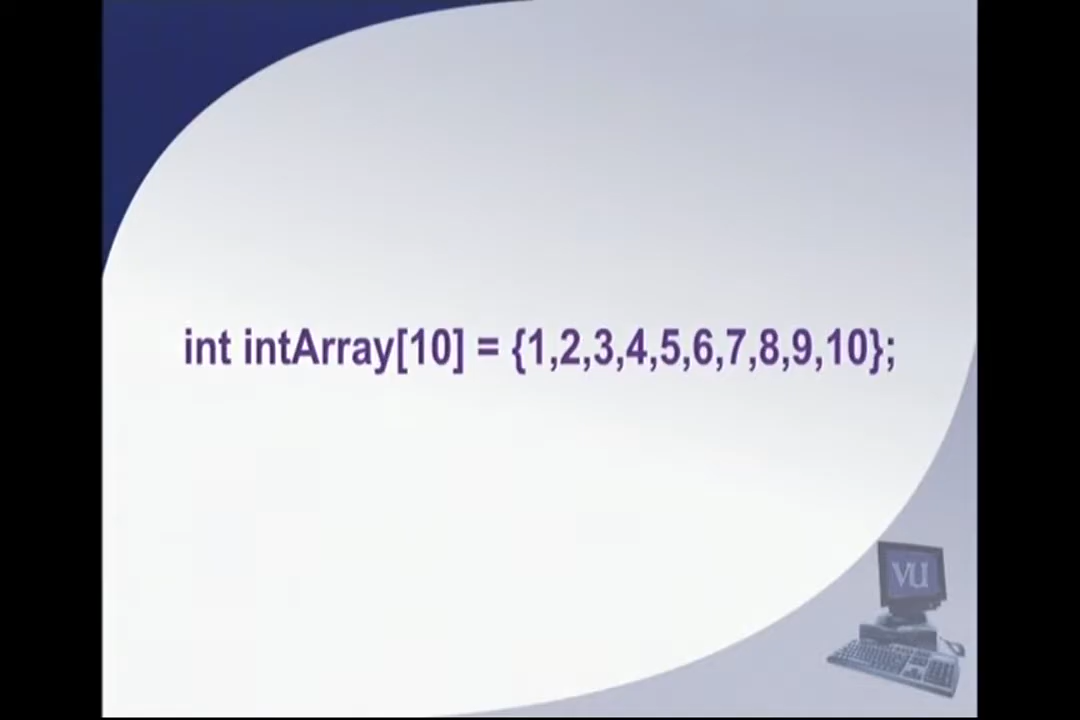 int intArray[10] = {1,2,3,4,5,6,7,8,9,10};
VU